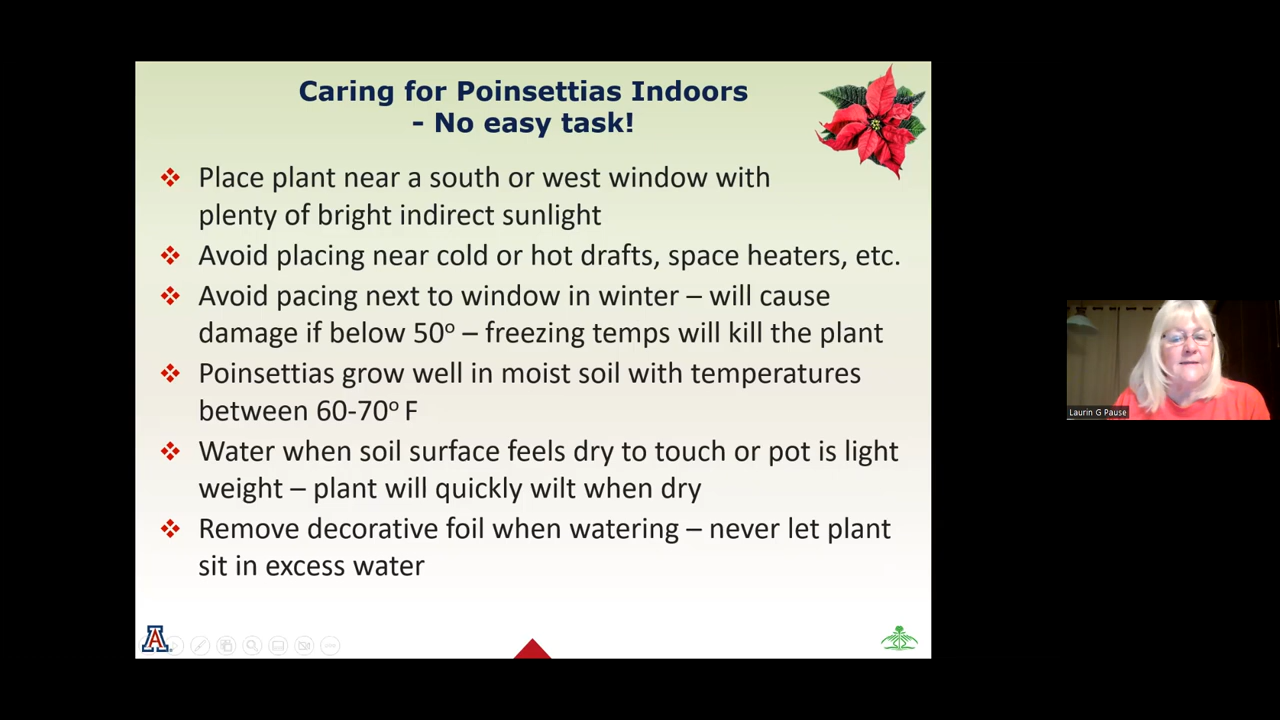 Caring for Poinsettias Indoors
- No easy task!
❖ Place plant near a south or west window with
plenty of bright indirect sunlight
❖ Avoid placing near cold or hot drafts, space heaters, etc.
❖ Avoid pacing next to window in winter – will cause
damage if below 50º – freezing temps will kill the plant
❖ Poinsettias grow well in moist soil with temperatures
between 60-70º F
❖ Water when soil surface feels dry to touch or pot is light
weight – plant will quickly wilt when dry
❖ Remove decorative foil when watering – never let plant
sit in excess water
A
Laurin G Pause